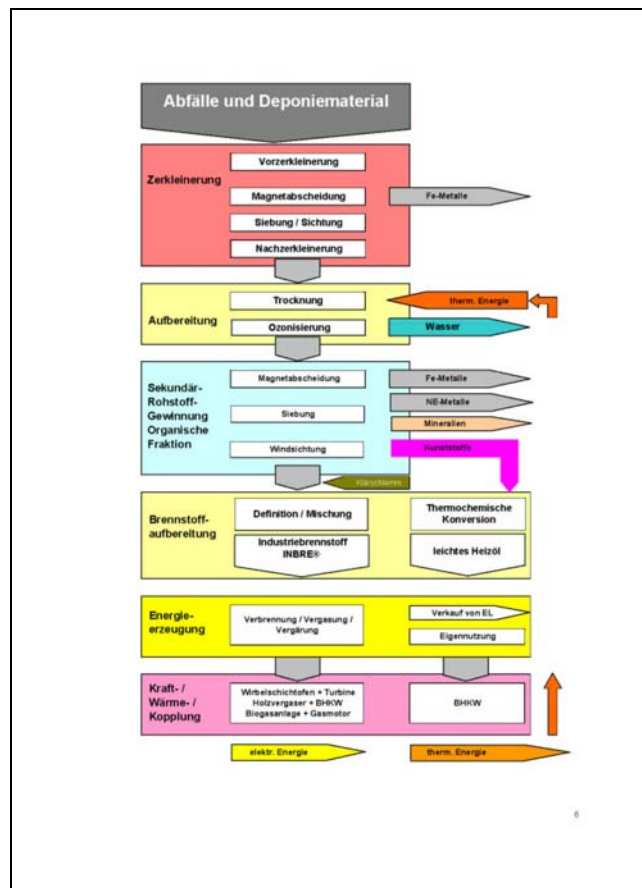 Abfälle und Deponiematerial
Zerkleinerung
Vorzerkleinerung
Magnetabscheidung
Fe-Metalle
Siebung / Sichtung
Nachzerkleinerung
Aufbereitung
Trocknung
therm. Energie
Ozonisierung
Wasser
Sekundär-
Rohstoff-
Gewinnung
Organische
Fraktion
Magnetabscheidung
Fe-Metalle
NE-Metalle
Siebung
Mineralien
Windsichtung
Kunststoffe
Klärschlamm
Brennstoff-
aufbereitung
Definition / Mischung
Thermochemische
Konversion
Industriebrennstoff
INBRE®
leichtes Heizöl
Energie-
erzeugung
Verbrennung / Vergasung /
Vergärung
Verkauf von EL
Eigennutzung
Kraft- /
Wärme- /
Kopplung
Wirbelschichtofen + Turbine
Holzvergaser + BHKW
Biogasanlage + Gasmotor
BHKW
elektr. Energie
therm. Energie
6